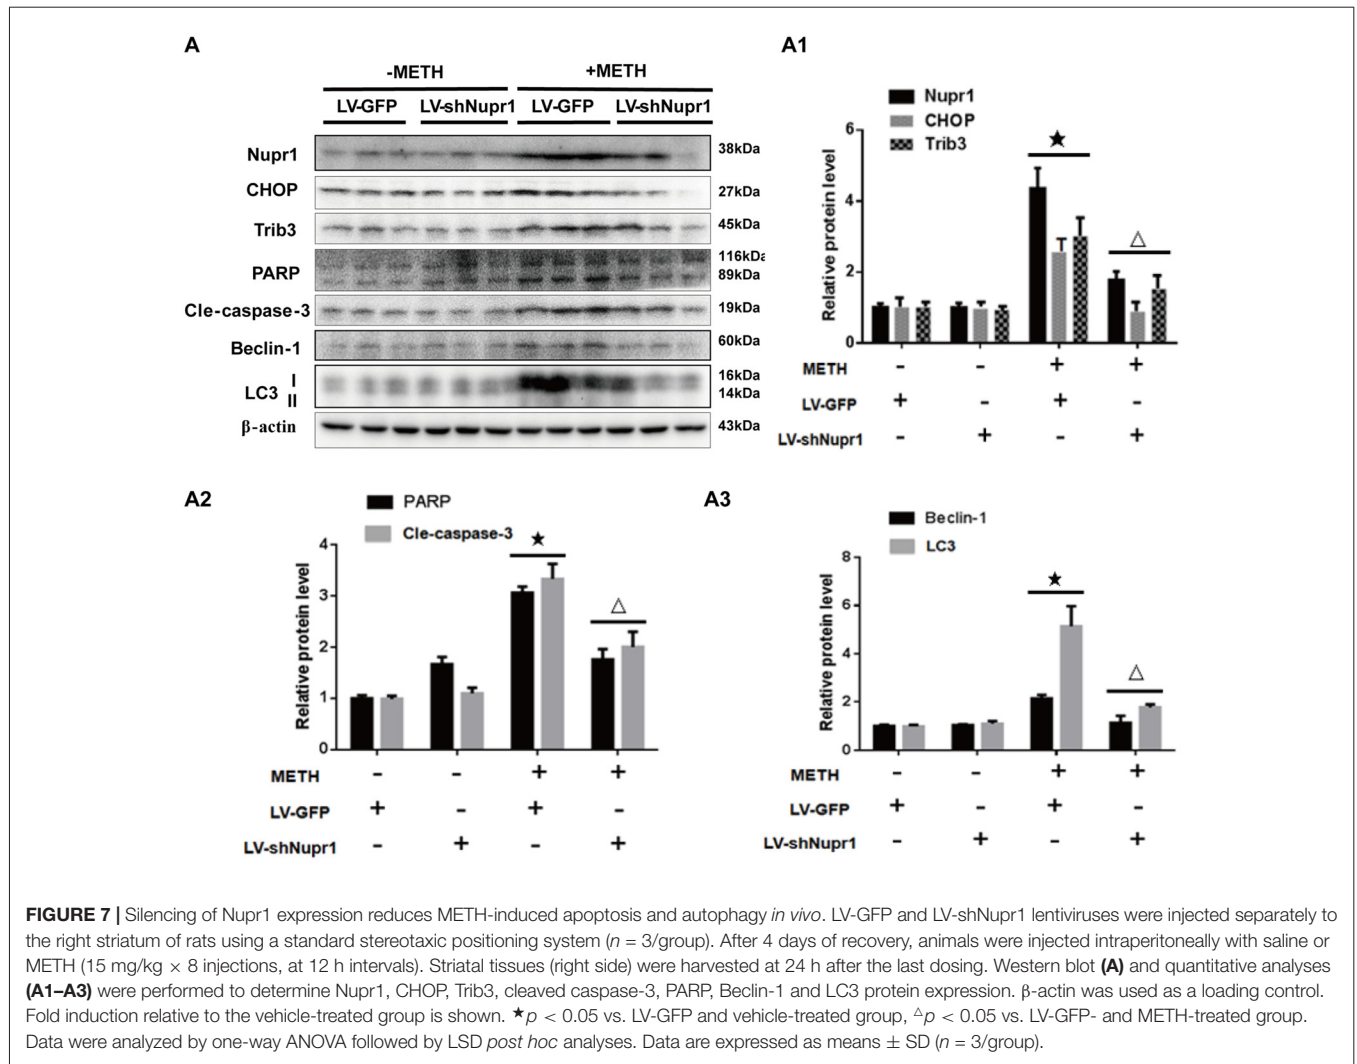 A
-METH +METH
LV-GFP LV-shNupr1 LV-GFP LV-shNupr1
Nupr1 38kDa
CHOP 27kDa
Trib3 45kDa
PARP 116kDa
89kDa
Cle-caspase-3 19kDa
Beclin-1 60kDa
LC3 I 16kDa
II 14kDa
β-actin 43kDa
A1
Nupr1
CHOP
Trib3
Relative protein level
6
4
2
0
★
△
METH - - + +
LV-GFP + - + -
LV-shNupr1 - + - +
A2
PARP
Cle-caspase-3
Relative protein level
4
3
2
1
0
★
△
METH - - + +
LV-GFP + - + -
LV-shNupr1 - + - +
A3
Beclin-1
LC3
Relative protein level
8
6
4
2
0
★
△
METH - - + +
LV-GFP + - + -
LV-shNupr1 - + - +
FIGURE 7 | Silencing of Nupr1 expression reduces METH-induced apoptosis and autophagy in vivo. LV-GFP and LV-shNupr1 lentiviruses were injected separately to
the right striatum of rats using a standard stereotaxic positioning system (n = 3/group). After 4 days of recovery, animals were injected intraperitoneally with saline or
METH (15 mg/kg × 8 injections, at 12 h intervals). Striatal tissues (right side) were harvested at 24 h after the last dosing. Western blot (A) and quantitative analyses
(A1–A3) were performed to determine Nupr1, CHOP, Trib3, cleaved caspase-3, PARP, Beclin-1 and LC3 protein expression. β-actin was used as a loading control.
Fold induction relative to the vehicle-treated group is shown. ★p < 0.05 vs. LV-GFP and vehicle-treated group, △p < 0.05 vs. LV-GFP- and METH-treated group.
Data were analyzed by one-way ANOVA followed by LSD post hoc analyses. Data are expressed as means ± SD (n = 3/group).